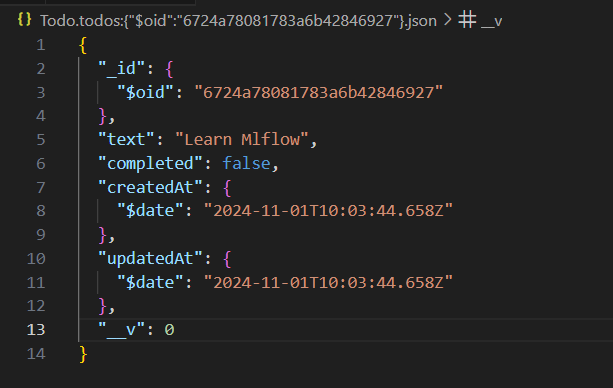 {} Todo.todos:{"$oid":"6724a78081783a6b42846927"}.json > __v
1 {
2 "_id": {
3 "$oid": "6724a78081783a6b42846927"
4 },
5 "text": "Learn Mlflow",
6 "completed": false,
7 "createdAt": {
8 "$date": "2024-11-01T10:03:44.658Z"
9 },
10 "updatedAt": {
11 "$date": "2024-11-01T10:03:44.658Z"
12 },
13 "__v": 0
14 }